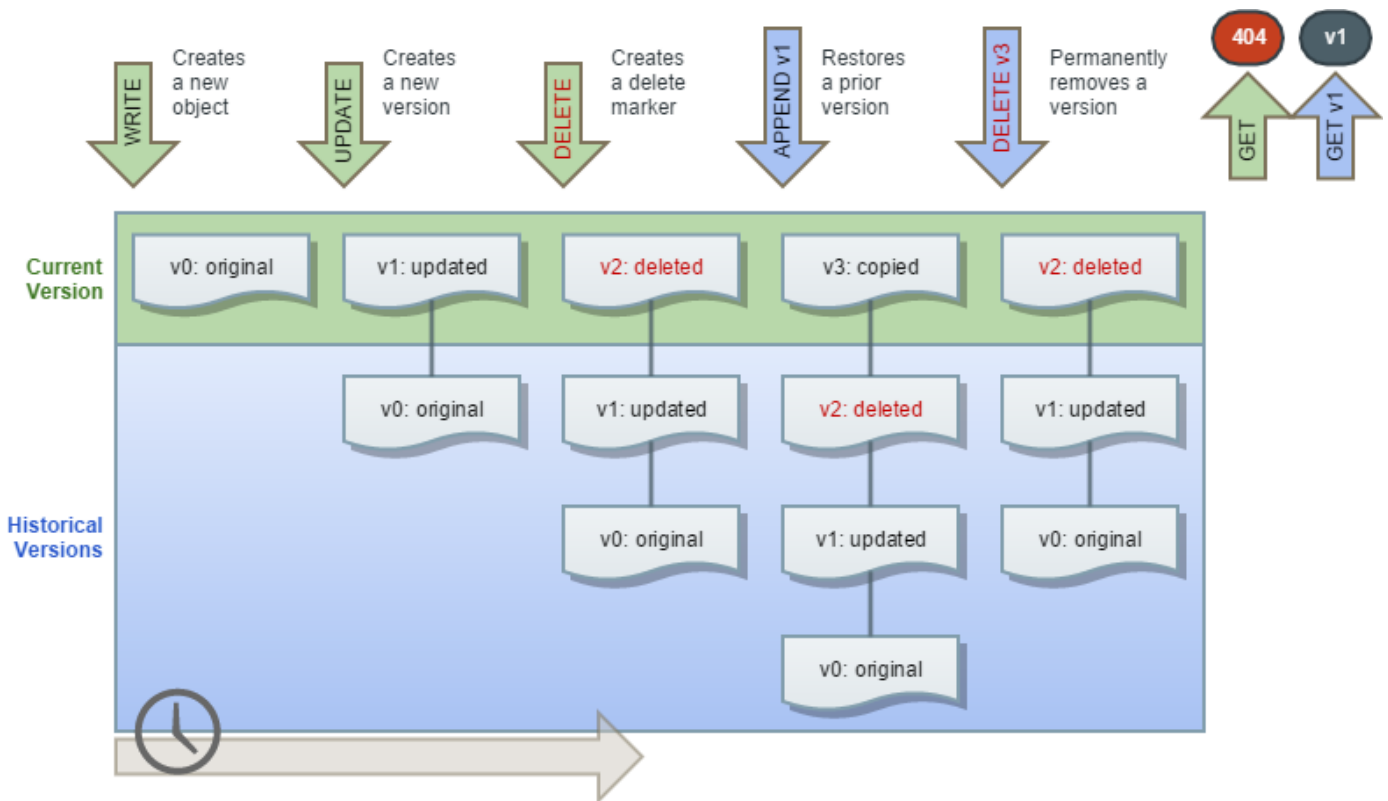 WRITE
Creates
a new
object
UPDATE
Creates
a new
version
DELETE
Creates
a delete
marker
APPEND v1
Restores
a prior
version
DELETE v3
Permanently
removes a
version
404
GET
v1
GET v1
Current
Version
v0: original
v1: updated
v2: deleted
v3: copied
v2: deleted
Historical
Versions
v0: original
v1: updated
v2: deleted
v1: updated
v0: original
v1: updated
v0: original
v0: original